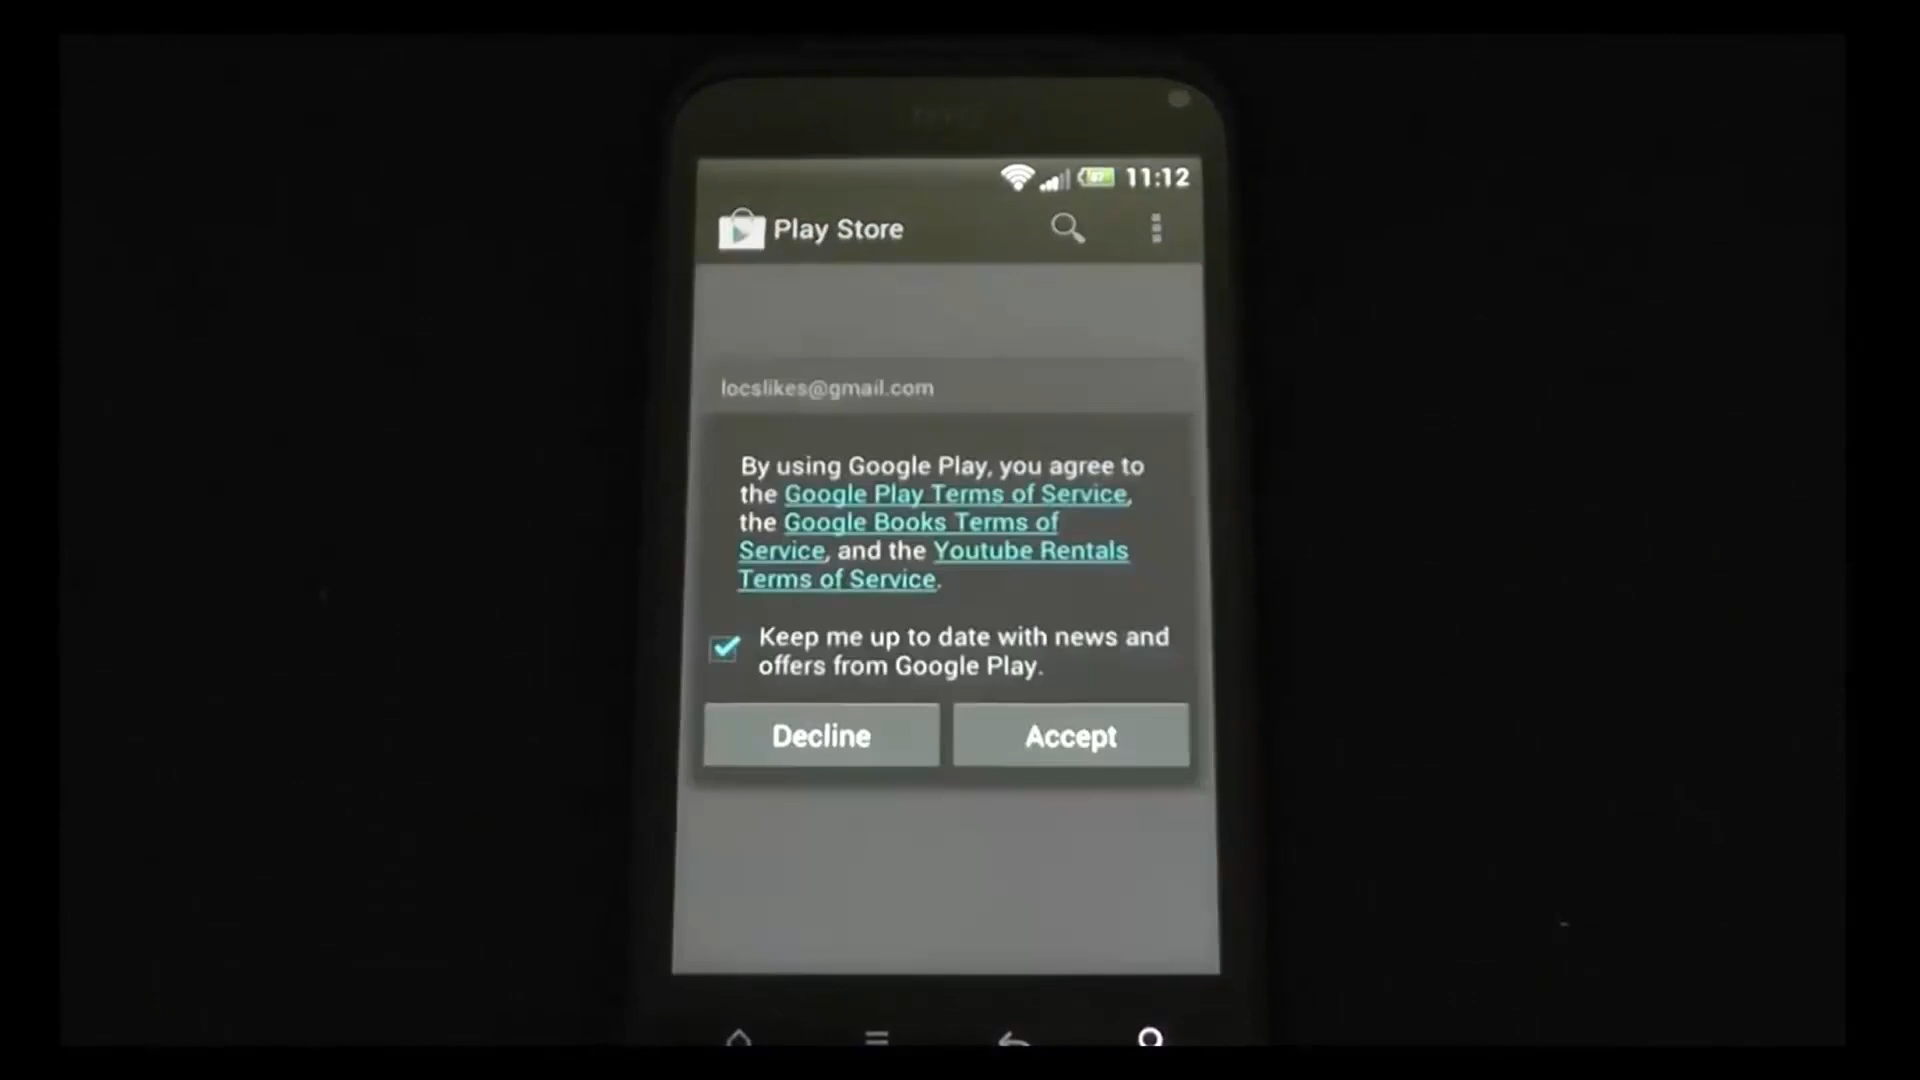 11:12
Play Store
locslikes@gmail.com
By using Google Play, you agree to
the Google Play Terms of Service,
the Google Books Terms of
Service, and the Youtube Rentals
Terms of Service.
Keep me up to date with news and
offers from Google Play.
Decline
Accept